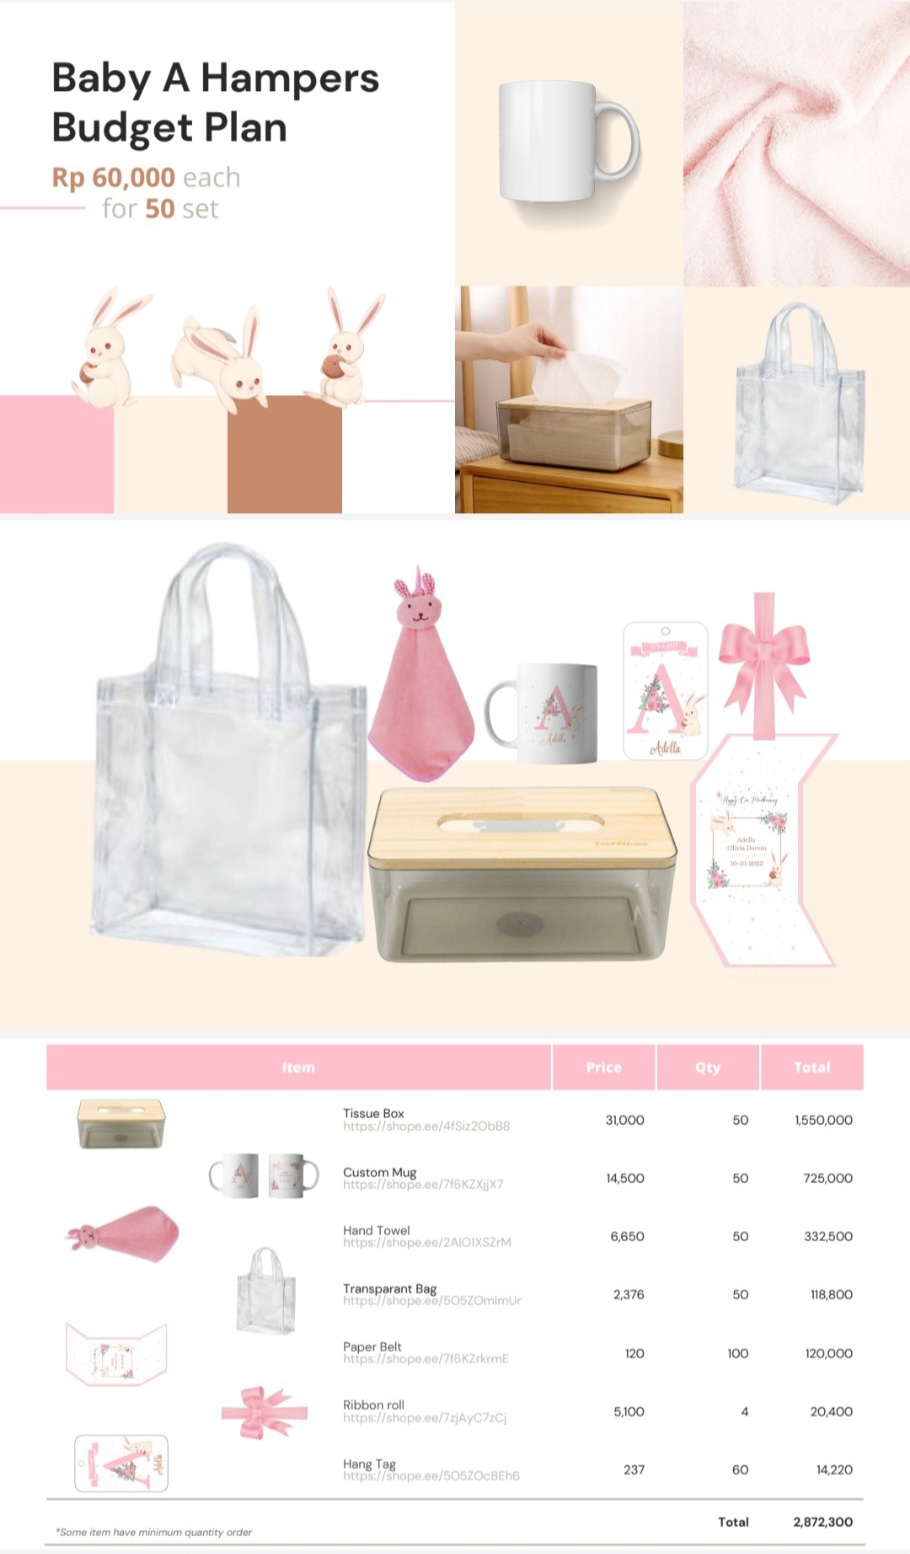 Baby A Hampers
Budget Plan
Rp 60,000 each
for 50 set
A
Adella
A
Adella
Happy One Monthversary
Adella
Olivia Darvin
10-10-2022
Item Price Qty Total
Tissue Box
https://shope.ee/4fSiz2ObB8
31,000 50 1,550,000
Custom Mug
https://shope.ee/7f6KZXjjX7
14,500 50 725,000
Hand Towel
https://shope.ee/2AlO1XSZrM
6,650 50 332,500
Transparant Bag
https://shope.ee/5O5ZOmlmUr
2,376 50 118,800
Paper Belt
https://shope.ee/7f6KZrkrmE
120 100 120,000
Ribbon roll
https://shope.ee/7zjAyC7zCj
5,100 4 20,400
Hang Tag
https://shope.ee/5O5ZOc8Eh6
237 60 14,220
*Some item have minimum quantity order
Total 2,872,300